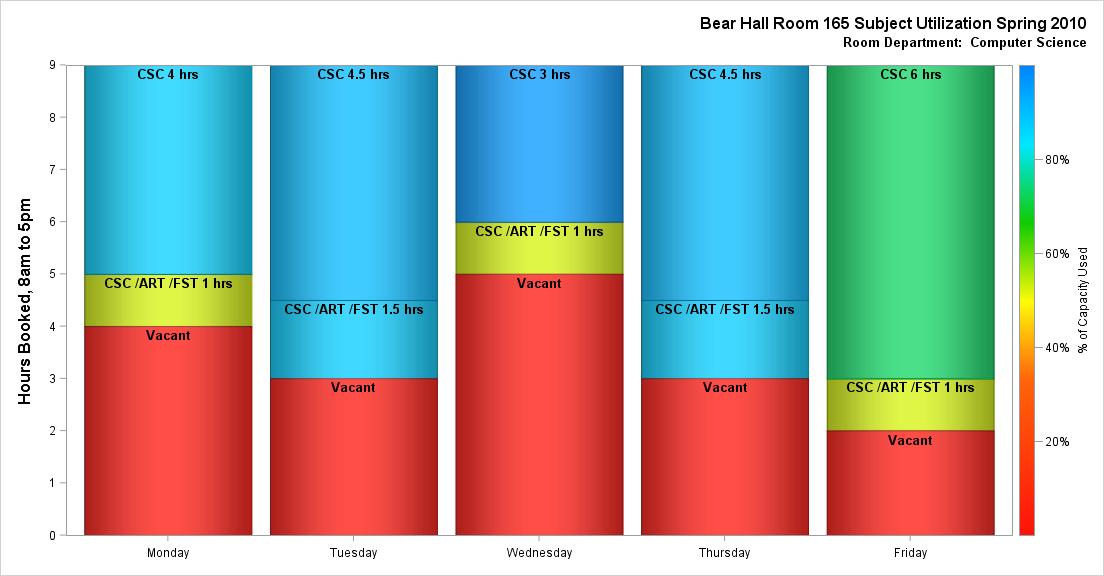 Bear Hall Room 165 Subject Utilization Spring 2010
Room Department:  Computer Science
Hours Booked, 8am to 5pm
9
8
7
6
5
4
3
2
1
0
CSC 4 hrs
CSC /ART /FST 1 hrs
Vacant
CSC 4.5 hrs
CSC /ART /FST 1.5 hrs
Vacant
CSC 3 hrs
CSC /ART /FST 1 hrs
Vacant
CSC 4.5 hrs
CSC /ART /FST 1.5 hrs
Vacant
CSC 6 hrs
CSC /ART /FST 1 hrs
Vacant
Monday
Tuesday
Wednesday
Thursday
Friday
80%
60%
40%
20%
% of Capacity Used